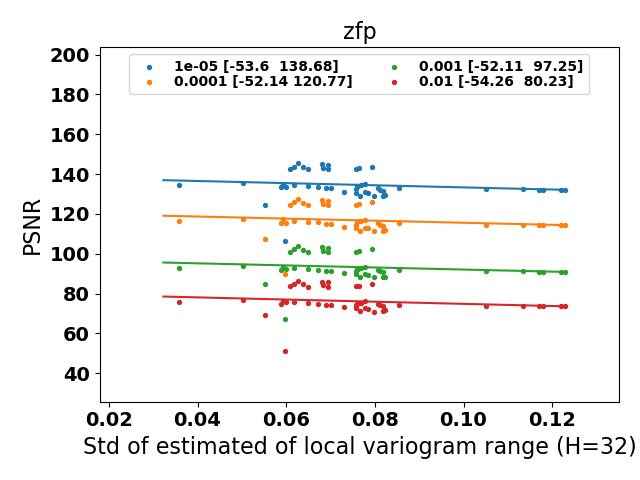 zfp
1e-05 [-53.6  138.68]
0.0001 [-52.14 120.77]
0.001 [-52.11  97.25]
0.01 [-54.26  80.23]
PSNR
200
180
160
140
120
100
80
60
40
0.02 0.04 0.06 0.08 0.10 0.12
Std of estimated of local variogram range (H=32)